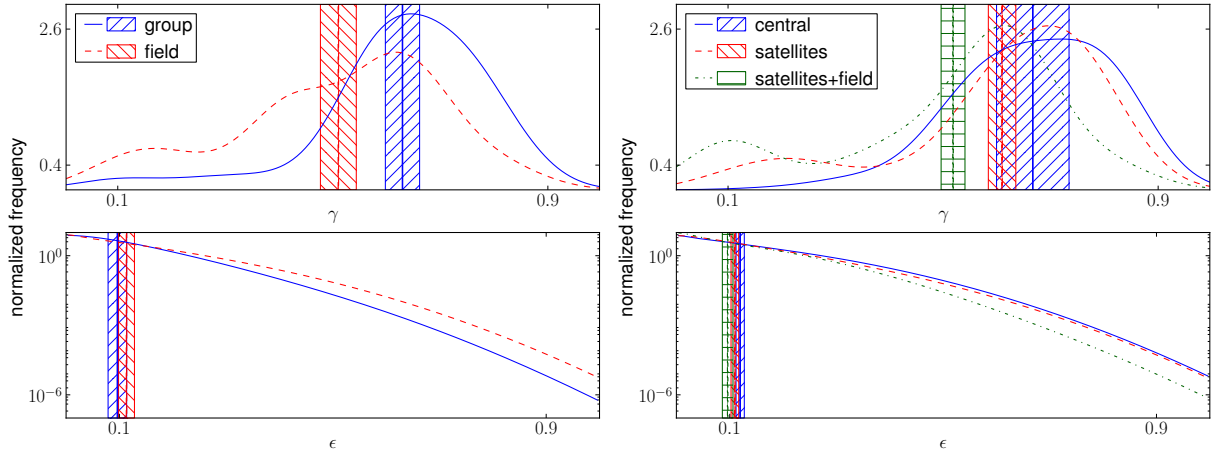 2.6
0.4
0.1
0.9
γ
group
field
normalized frequency
10^0
10^-6
0.1
0.9
ϵ
2.6
0.4
0.1
0.9
γ
central
satellites
satellites+field
normalized frequency
10^0
10^-6
0.1
0.9
ϵ